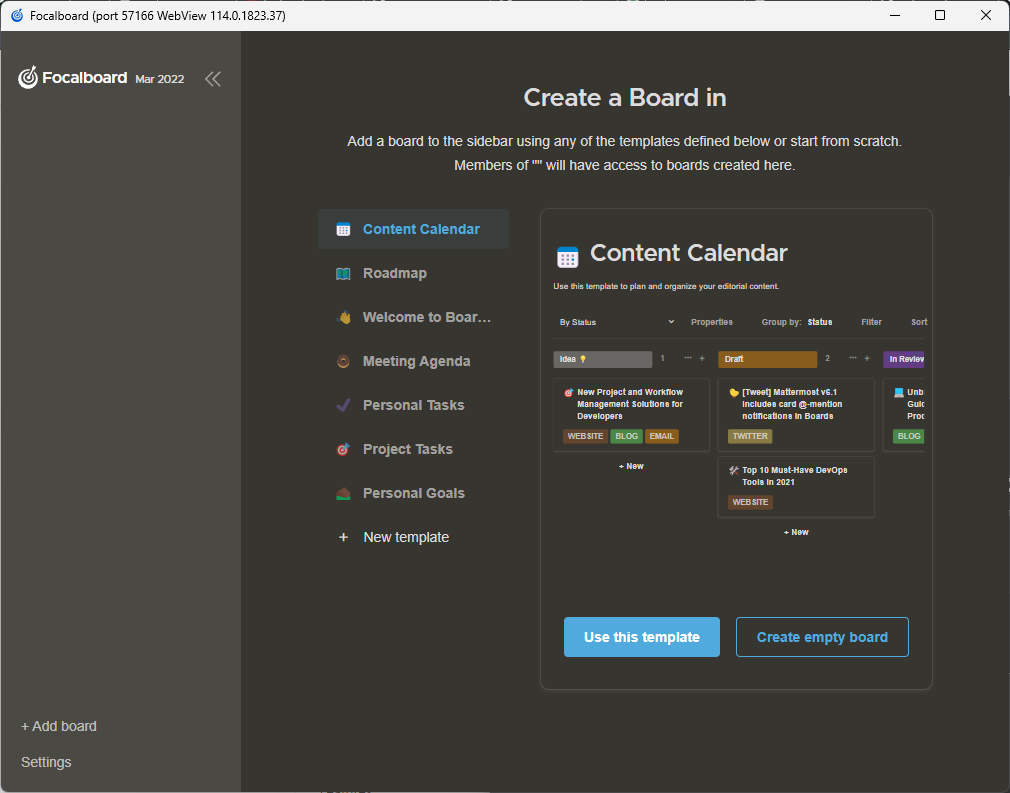 Focalboard (port 57166 WebView 114.0.1823.37)
Focalboard Mar 2022
Create a Board in
Add a board to the sidebar using any of the templates defined below or start from scratch.
Members of "" will have access to boards created here.
Content Calendar
Roadmap
Welcome to Boar...
Meeting Agenda
Personal Tasks
Project Tasks
Personal Goals
+ New template
Content Calendar
Use this template to plan and organize your editorial content.
By Status Properties Group by: Status Filter Sort
Idea 1 ... + Draft 2 ... + In Review
New Project and Workflow
Management Solutions for
Developers
WEBSITE BLOG EMAIL
+ New
[Tweet] Mattermost v6.1
includes card @-mention
notifications in Boards
TWITTER
Top 10 Must-Have DevOps
Tools in 2021
WEBSITE
+ New
Unb
Guid
Proc
BLOG
Use this template
Create empty board
+ Add board
Settings